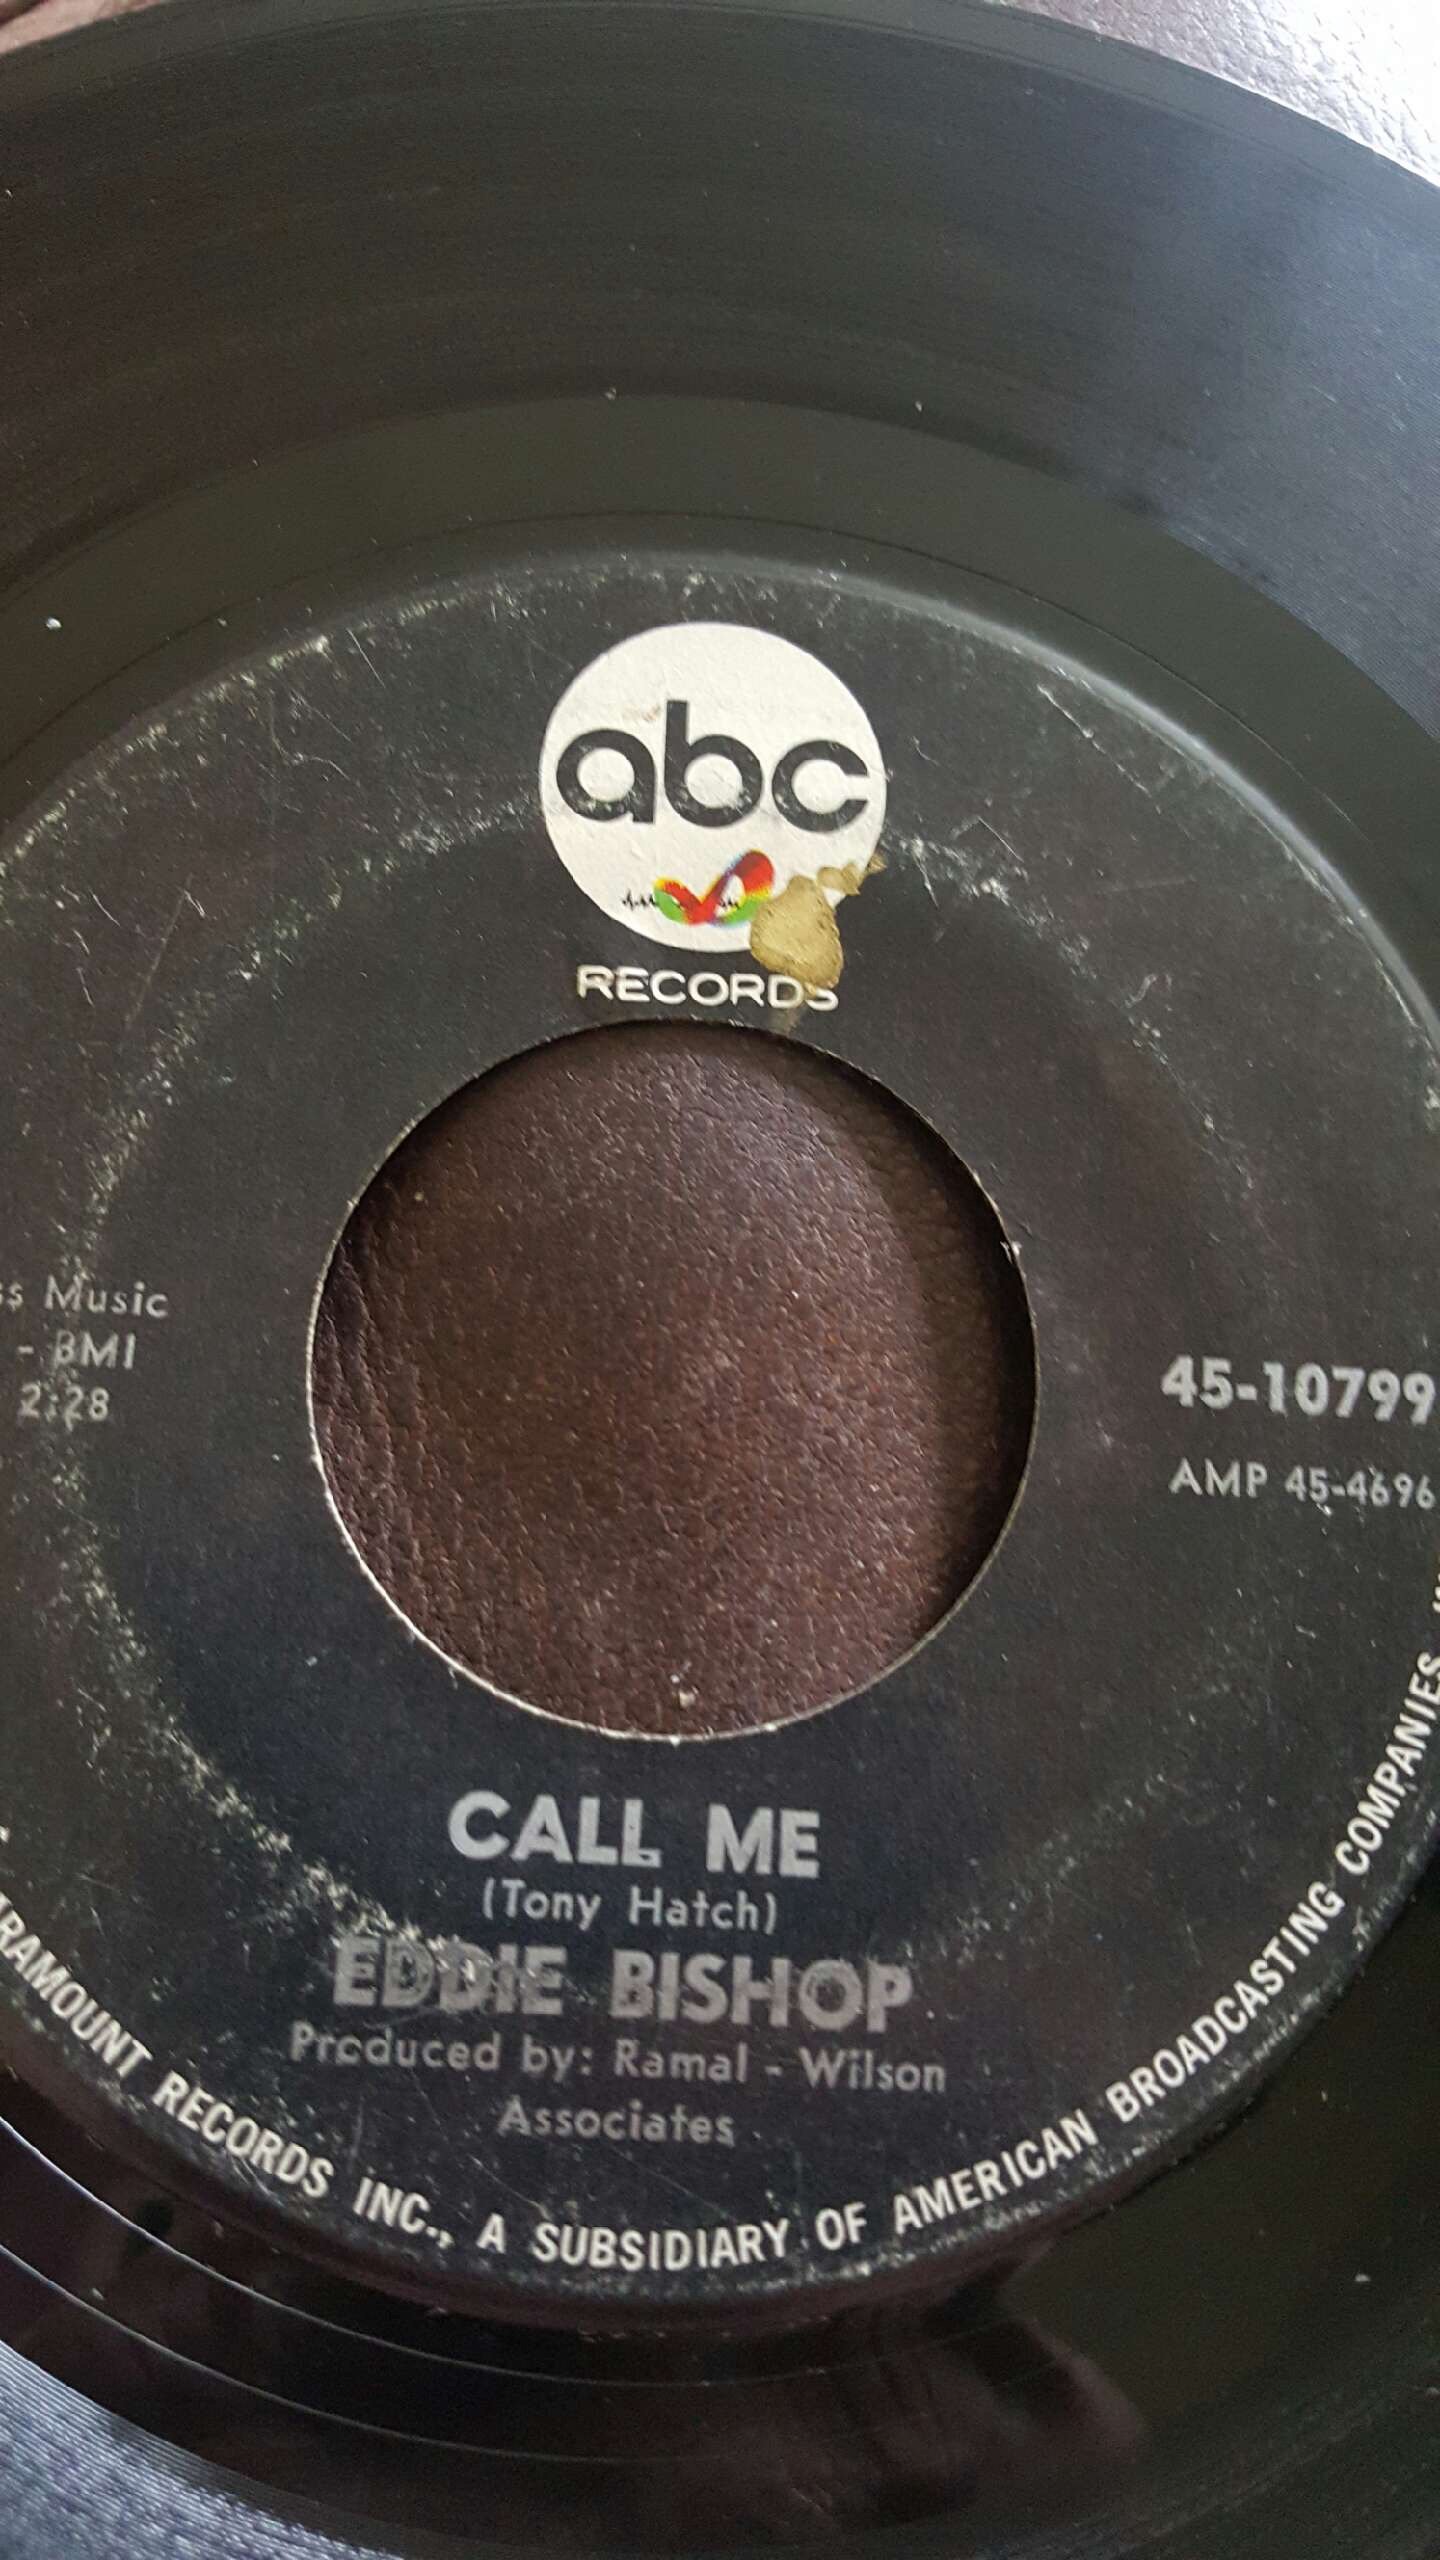 abc
RECORDS
Music
- BMI
2:28
45-10799
AMP 45-4696
CALL ME
(Tony Hatch)
EDDIE BISHOP
Produced by: Ramal - Wilson
Associates
RECORDS INC., A SUBSIDIARY OF AMERICAN BROADCASTING COMPANIES,